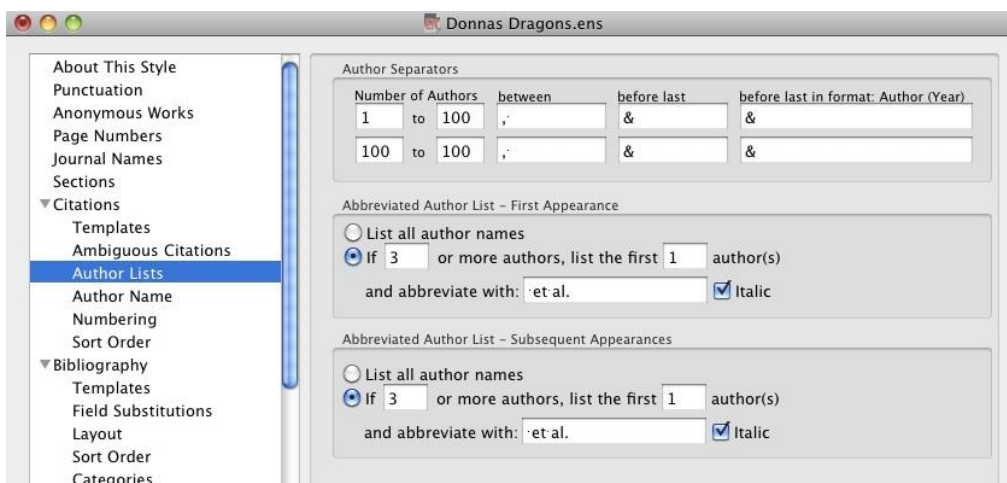 Donnas Dragons.ens
About This Style
Punctuation
Anonymous Works
Page Numbers
Journal Names
Sections
Citations
Templates
Ambiguous Citations
Author Lists
Author Name
Numbering
Sort Order
Bibliography
Templates
Field Substitutions
Layout
Sort Order
Categories
Author Separators
Number of Authors between before last before last in format: Author (Year)
1 to 100 ,· & &
100 to 100 ,· & &
Abbreviated Author List – First Appearance
List all author names
If 3 or more authors, list the first 1 author(s)
and abbreviate with: ·et·al. Italic
Abbreviated Author List – Subsequent Appearances
List all author names
If 3 or more authors, list the first 1 author(s)
and abbreviate with: ·et·al. Italic